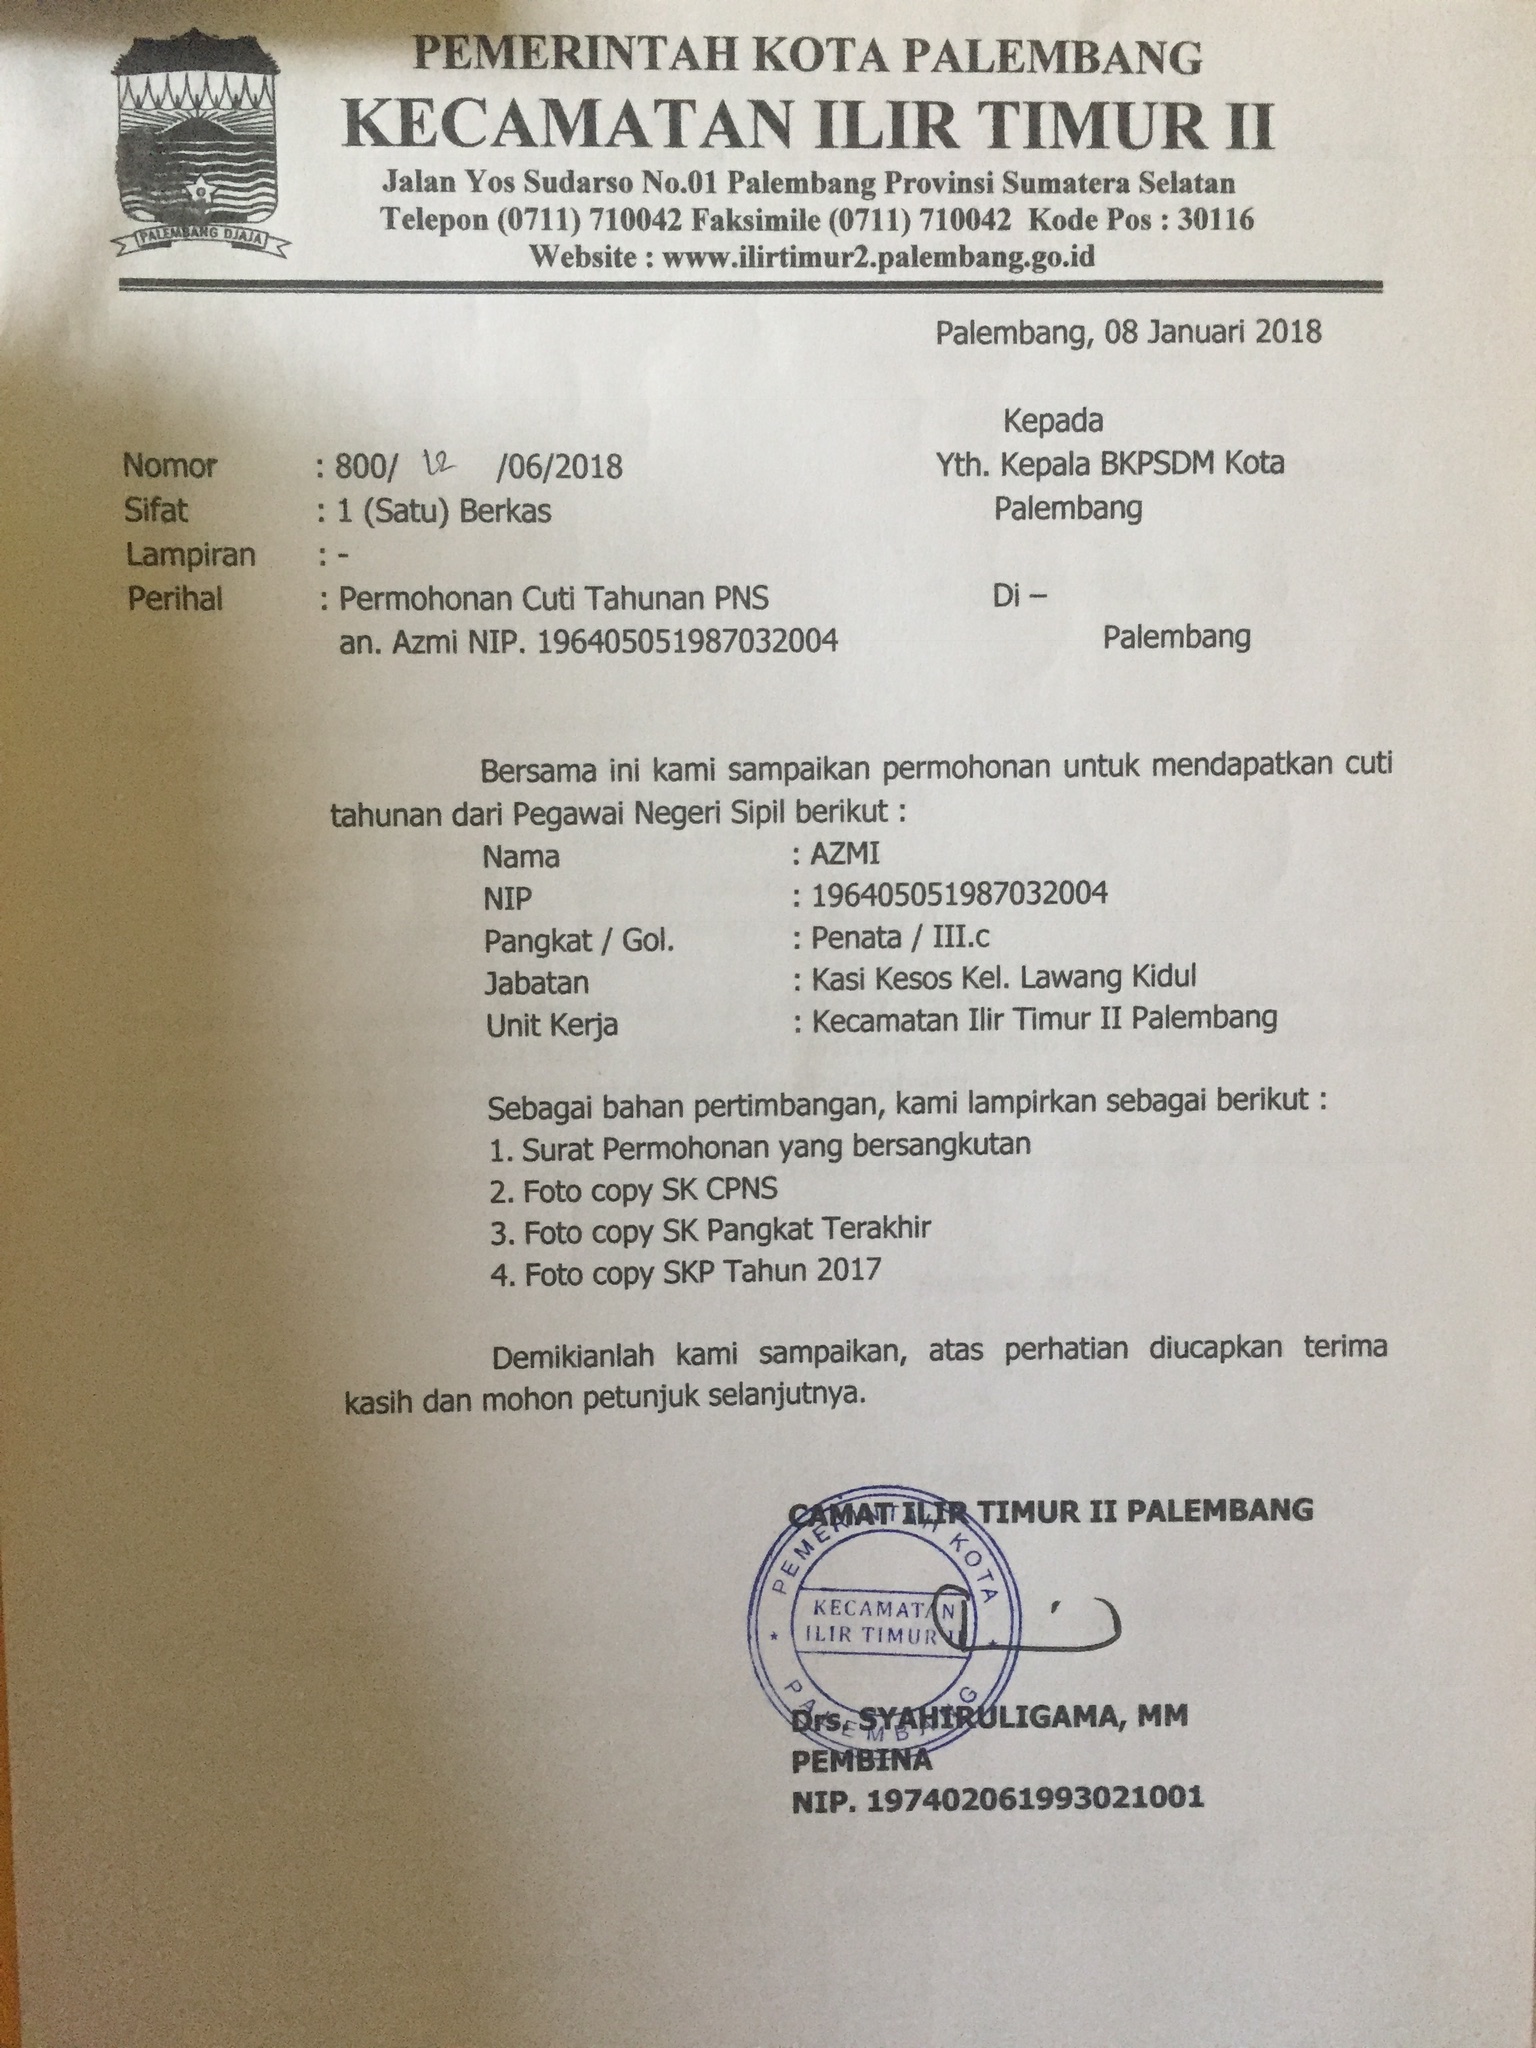 PEMERINTAH KOTA PALEMBANG
KECAMATAN ILIR TIMUR II
Jalan Yos Sudarso No.01 Palembang Provinsi Sumatera Selatan
Telepon (0711) 710042 Faksimile (0711) 710042 Kode Pos : 30116
Website : www.ilirtimur2.palembang.go.id
PALEMBANG DJAJA
Palembang, 08 Januari 2018
Kepada
Nomor : 800/ 12 /06/2018 Yth. Kepala BKPSDM Kota
Sifat : 1 (Satu) Berkas Palembang
Lampiran : -
Perihal : Permohonan Cuti Tahunan PNS Di –
an. Azmi NIP. 196405051987032004 Palembang
Bersama ini kami sampaikan permohonan untuk mendapatkan cuti
tahunan dari Pegawai Negeri Sipil berikut :
Nama : AZMI
NIP : 196405051987032004
Pangkat / Gol. : Penata / III.c
Jabatan : Kasi Kesos Kel. Lawang Kidul
Unit Kerja : Kecamatan Ilir Timur II Palembang
Sebagai bahan pertimbangan, kami lampirkan sebagai berikut :
1. Surat Permohonan yang bersangkutan
2. Foto copy SK CPNS
3. Foto copy SK Pangkat Terakhir
4. Foto copy SKP Tahun 2017
Demikianlah kami sampaikan, atas perhatian diucapkan terima
kasih dan mohon petunjuk selanjutnya.
CAMAT ILIR TIMUR II PALEMBANG
PEMERINTAH KOTA
KECAMATAN
ILIR TIMUR II
PALEMBANG
Drs. SYAHIRULIGAMA, MM
PEMBINA
NIP. 197402061993021001